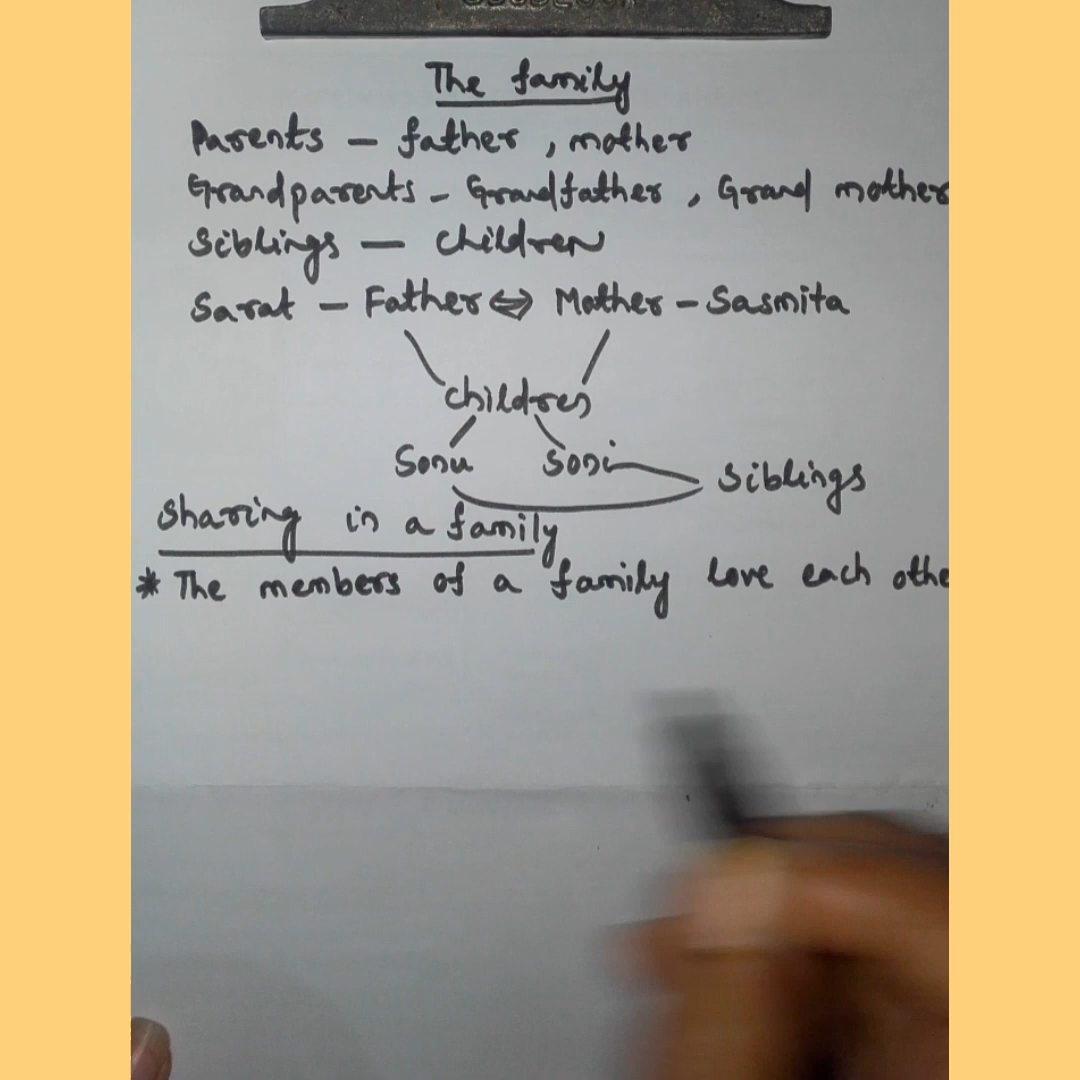 The family
Parents – father , mother
Grandparents – Grandfather , Grand mother
Siblings – children
Sarat – Father ⇔ Mother – Sasmita
children
Sonu Soni Siblings
Sharing in a family
* The members of a family love each othe